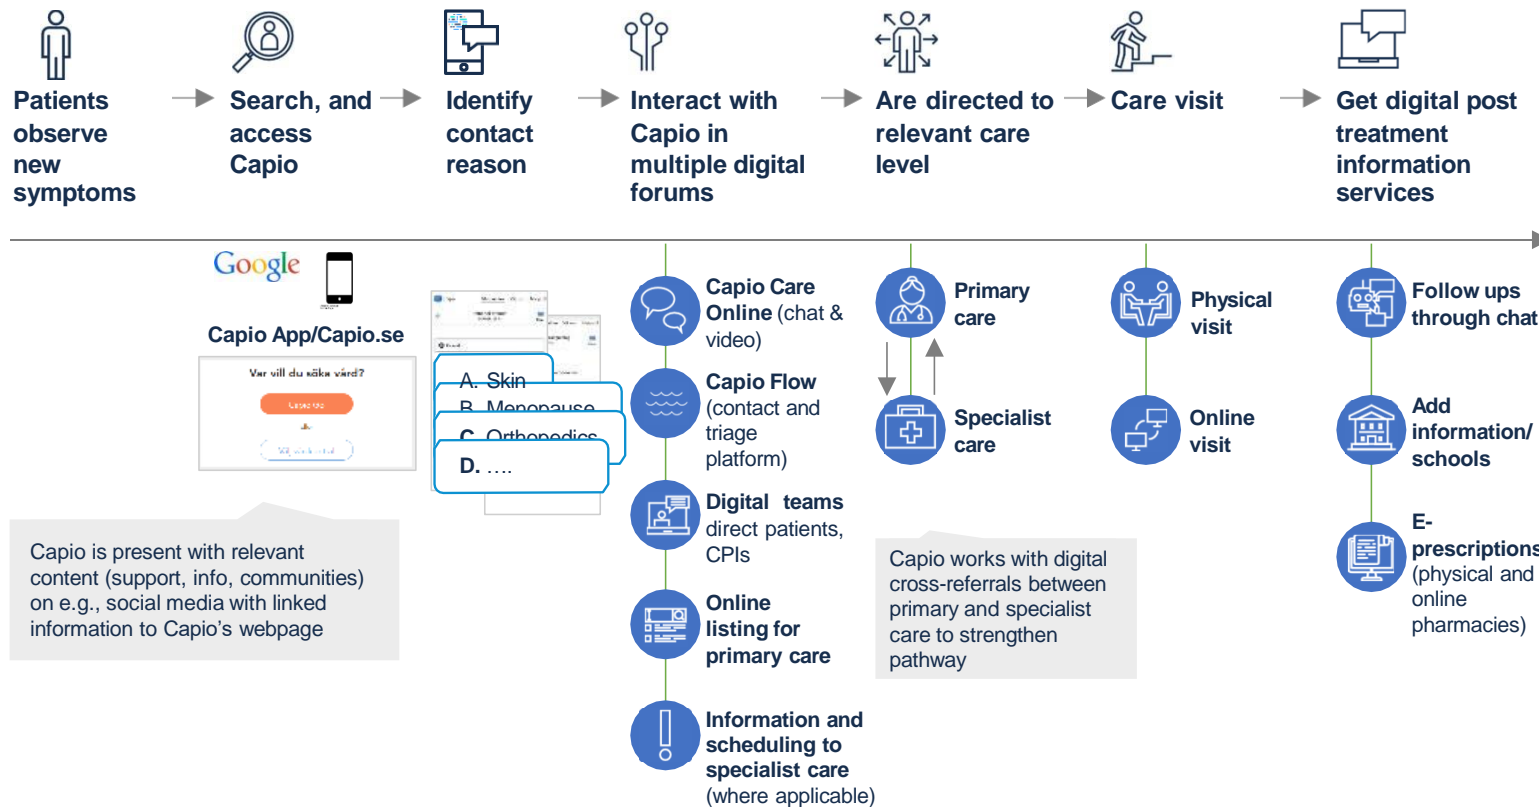 Patients
observe
new
symptoms
Search, and
access
Capio
Identify
contact
reason
Interact with
Capio in
multiple digital
forums
Are directed to
relevant care
level
Care visit
Get digital post
treatment
information
services
Google
Capio App/Capio.se
Var vill du söka vård?
Capio Go
A. Skin
B. Menopause
C. Orthopedics
D. ….
Capio is present with relevant
content (support, info, communities)
on e.g., social media with linked
information to Capio’s webpage
Capio Care
Online (chat &
video)
Capio Flow
(contact and
triage
platform)
Digital teams
direct patients,
CPIs
Online
listing for
primary care
Information and
scheduling to
specialist care
(where applicable)
Primary
care
Specialist
care
Capio works with digital
cross-referrals between
primary and specialist
care to strengthen
pathway
Physical
visit
Online
visit
Follow ups
through chat
Add
information/
schools
E-
prescriptions
(physical and
online
pharmacies)